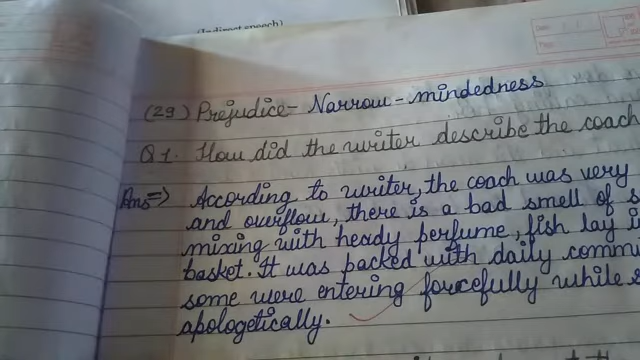 (Indirect speech)
(29) Prejudice - Narrow - mindedness
Q1. How did the writer describe the coach
Ans⇒) According to writer, the coach was very
and overflow, there is a bad smell of
mixing with heady perfume, fish lay
basket. It was packed with daily
some were entering forcefully while
apologetically.